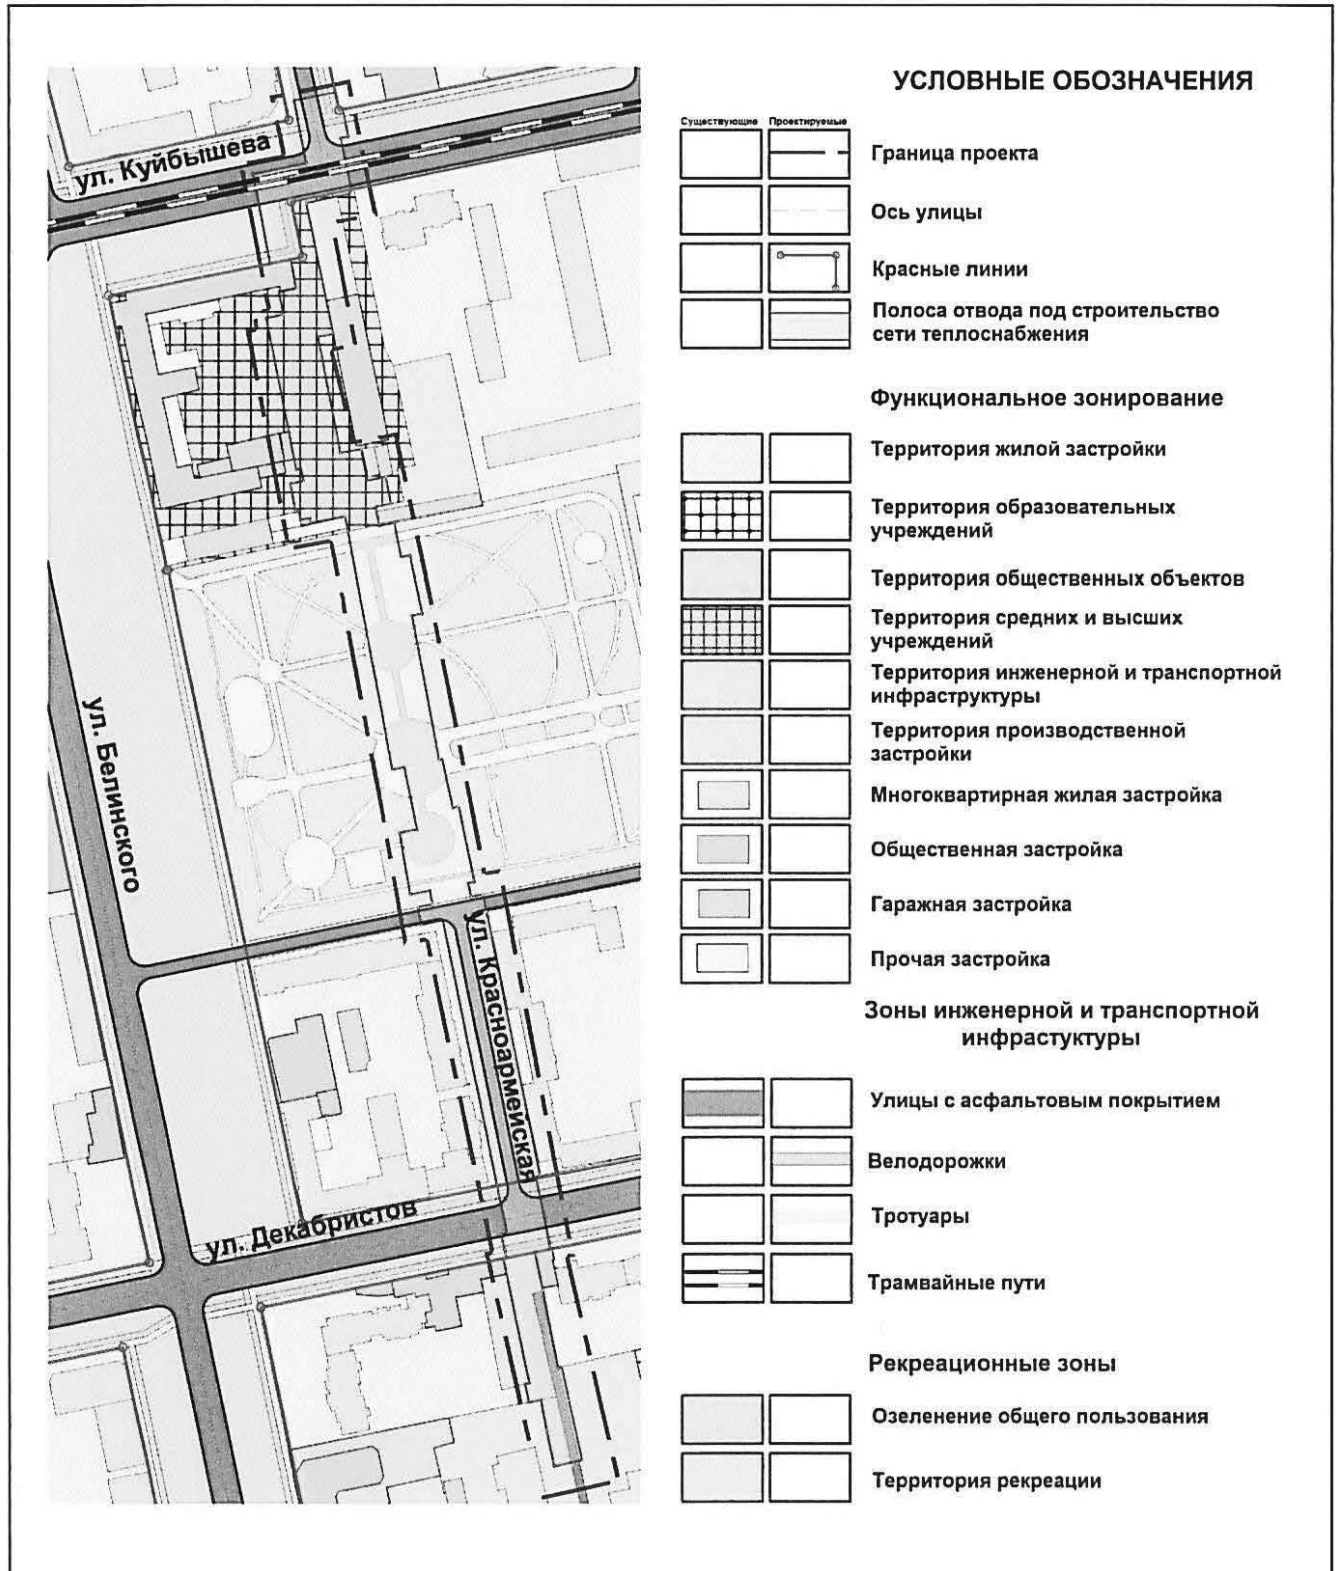 УСЛОВНЫЕ ОБОЗНАЧЕНИЯ
Существующие Проектируемые
Граница проекта
Ось улицы
Красные линии
Полоса отвода под строительство
сети теплоснабжения
Функциональное зонирование
Территория жилой застройки
Территория образовательных
учреждений
Территория общественных объектов
Территория средних и высших
учреждений
Территория инженерной и транспортной
инфраструктуры
Территория производственной
застройки
Многоквартирная жилая застройка
Общественная застройка
Гаражная застройка
Прочая застройка
Зоны инженерной и транспортной
инфрастуктуры
Улицы с асфальтовым покрытием
Велодорожки
Тротуары
Трамвайные пути
Рекреационные зоны
Озеленение общего пользования
Территория рекреации
ул. Куйбышева
ул. Белинского
ул. Красноармейская
ул. Декабристов